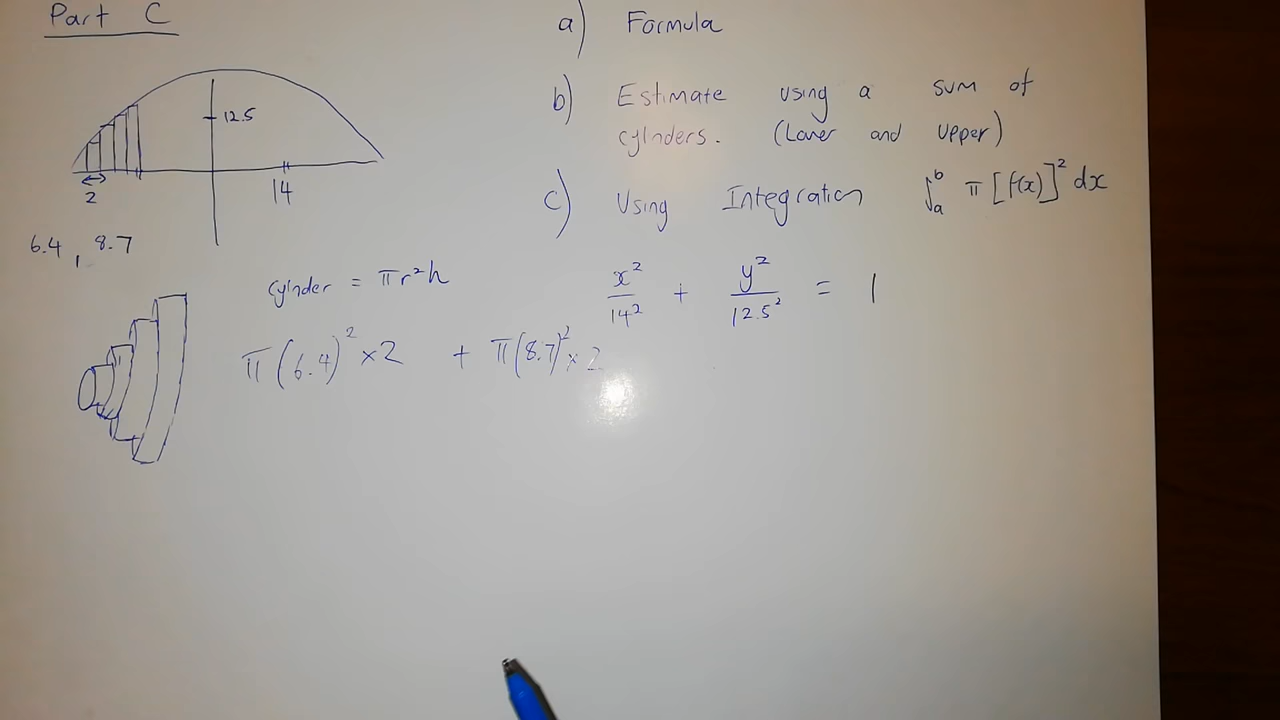 Part C
12.5
2
14
6.4, 8.7
a) Formula
b) Estimate using a sum of
cylinders. (Lower and Upper)
c) Using Integration ∫ₐᵇ π[f(x)]² dx
cylinder = πr²h
x²/14² + y²/12.5² = 1
π(6.4)² × 2 + π(8.7)² × 2